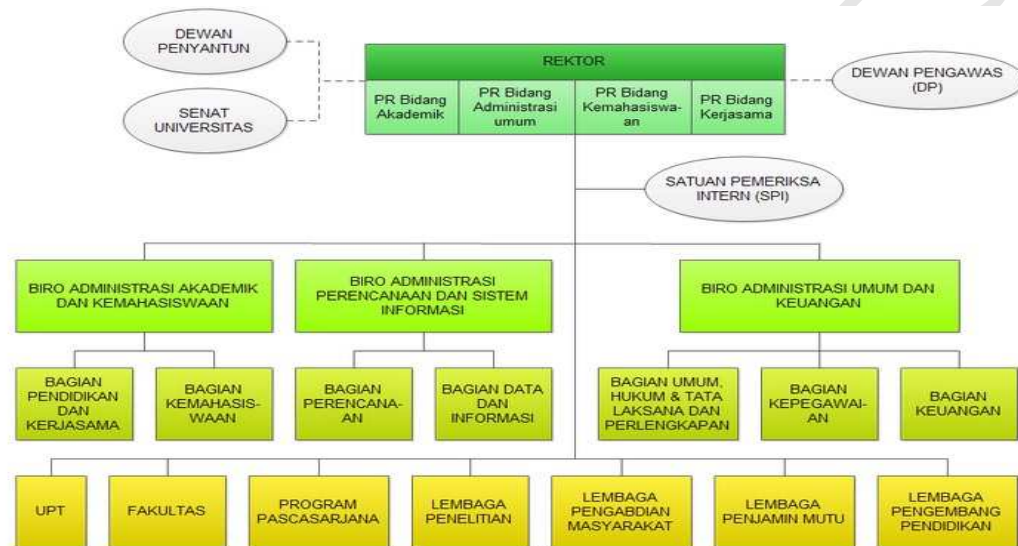 DEWAN
PENYANTUN
SENAT
UNIVERSITAS
REKTOR
PR Bidang
Akademik
PR Bidang
Administrasi
umum
PR Bidang
Kemahasiswa-
an
PR Bidang
Kerjasama
DEWAN PENGAWAS
(DP)
SATUAN PEMERIKSA
INTERN (SPI)
BIRO ADMINISTRASI AKADEMIK
DAN KEMAHASISWAAN
BIRO ADMINISTRASI
PERENCANAAN DAN SISTEM
INFORMASI
BIRO ADMINISTRASI UMUM DAN
KEUANGAN
BAGIAN
PENDIDIKAN
DAN
KERJASAMA
BAGIAN
KEMAHASIS-
WAAN
BAGIAN
PERENCANA-
AN
BAGIAN DATA
DAN
INFORMASI
BAGIAN UMUM,
HUKUM & TATA
LAKSANA DAN
PERLENGKAPAN
BAGIAN
KEPEGAWAI-
AN
BAGIAN
KEUANGAN
UPT
FAKULTAS
PROGRAM
PASCASARJANA
LEMBAGA
PENELITIAN
LEMBAGA
PENGABDIAN
MASYARAKAT
LEMBAGA
PENJAMIN MUTU
LEMBAGA
PENGEMBANG
PENDIDIKAN